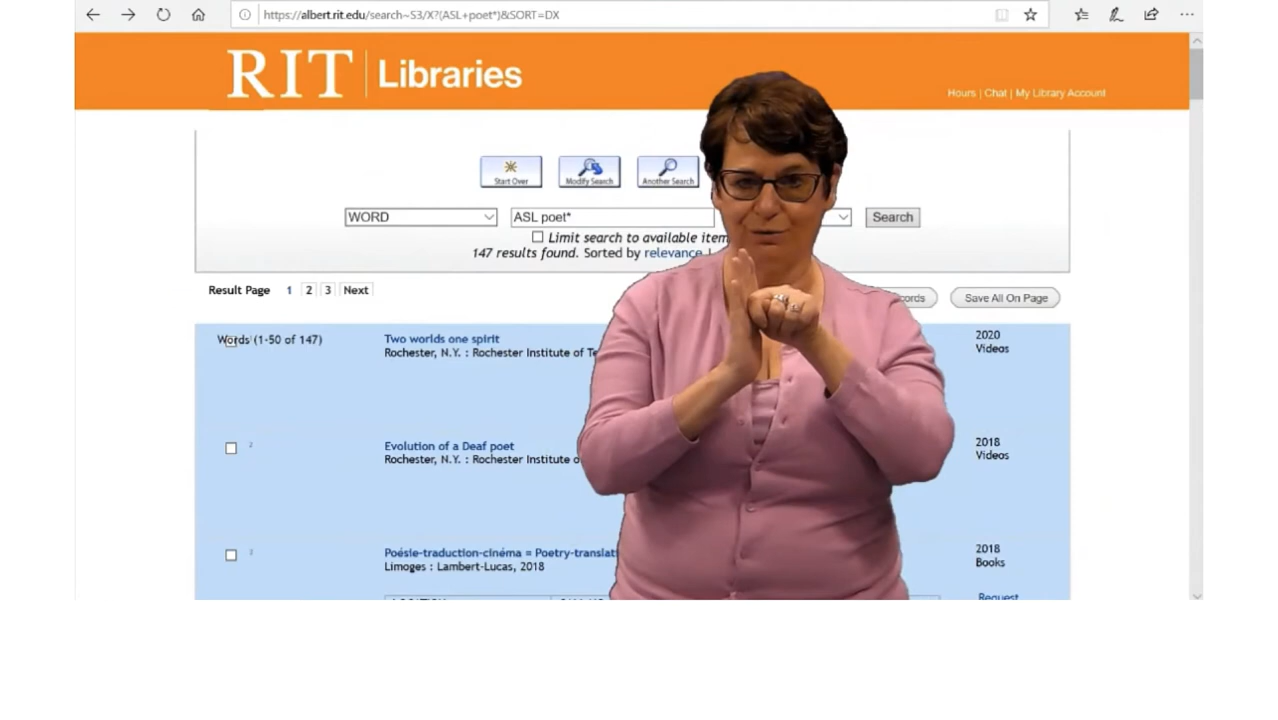 https://albert.rit.edu/search~S3/X?(ASL+poet*)&SORT=DX
RIT Libraries
Hours | Chat | My Library Account
Start Over Modify Search Another Search
WORD ASL poet* Search
Limit search to available item
147 results found. Sorted by relevance |
Result Page 1 2 3 Next
Save All On Page
Words (1-50 of 147) Two worlds one spirit 2020
Rochester, N.Y. : Rochester Institute of Videos
2 Evolution of a Deaf poet 2018
Rochester, N.Y. : Rochester Institute Videos
Poésie-traduction-cinéma = 2018
Limoges : Lambert-Lucas, 2018 Books
Request